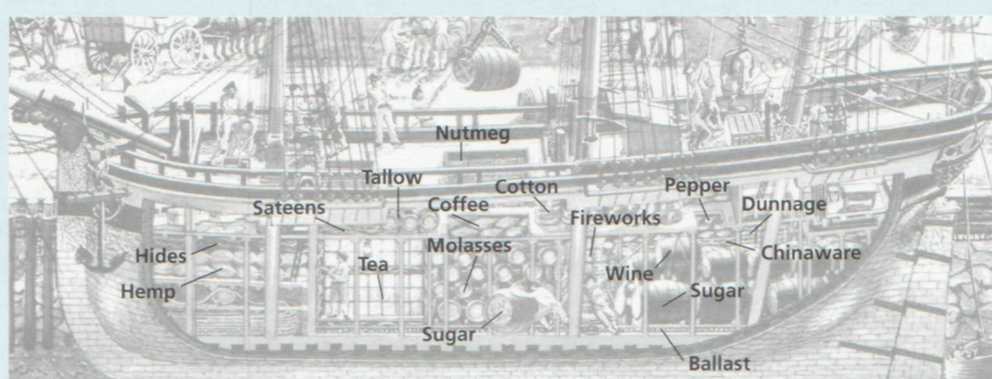 Nutmeg
Tallow
Cotton
Pepper
Sateens
Coffee
Dunnage
Fireworks
Molasses
Hides
Chinaware
Tea
Wine
Hemp
Sugar
Sugar
Ballast